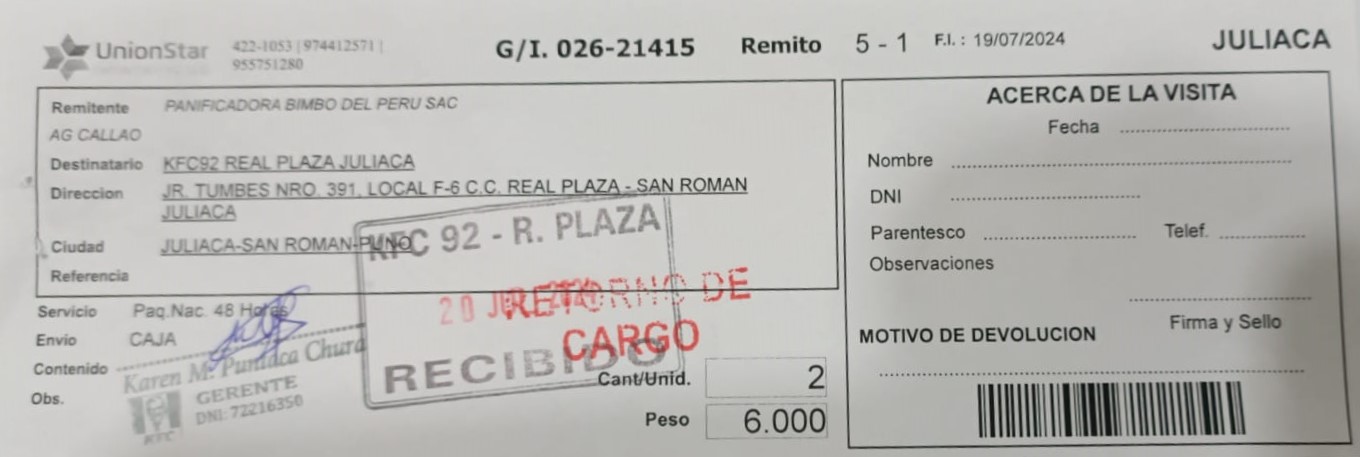 UnionStar 422-1053 | 974412571 |
955751280
G/I. 026-21415 Remito 5 - 1 F.I. : 19/07/2024 JULIACA
Remitente PANIFICADORA BIMBO DEL PERU SAC
AG CALLAO
Destinatario KFC92 REAL PLAZA JULIACA
Direccion JR. TUMBES NRO. 391, LOCAL F-6 C.C. REAL PLAZA - SAN ROMAN
JULIACA
Ciudad JULIACA-SAN ROMAN-PUNO
Referencia
KFC 92 - R. PLAZA
20
RECIBIDO
RETORNO DE
CARGO
Servicio Paq.Nac. 48 Horas
Envio CAJA
Contenido
Obs.
Karen M. Chura
GERENTE
DNI: 72216350
KFC
Cant/Unid. 2
Peso 6.000
ACERCA DE LA VISITA
Fecha
Nombre
DNI
Parentesco Telef.
Observaciones
Firma y Sello
MOTIVO DE DEVOLUCION